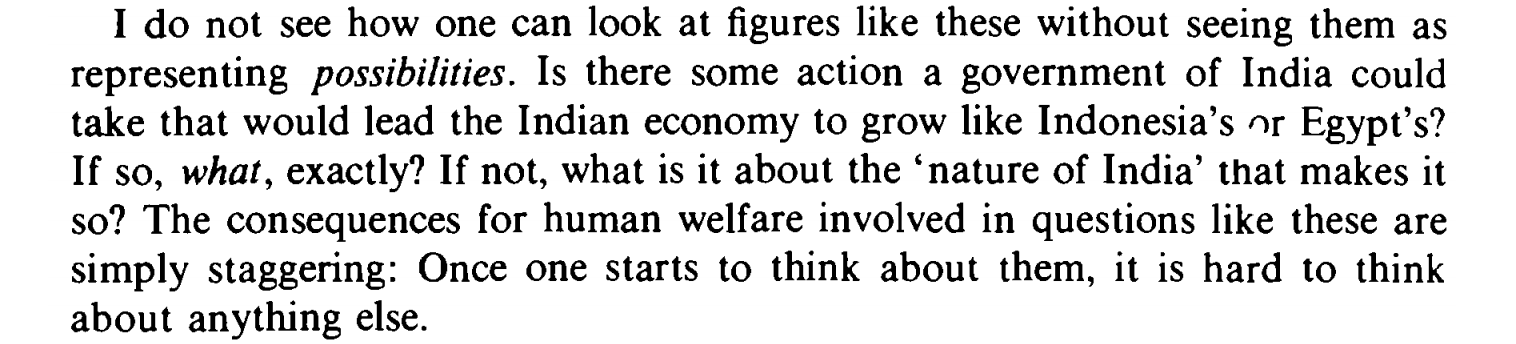 I do not see how one can look at figures like these without seeing them as
representing possibilities. Is there some action a government of India could
take that would lead the Indian economy to grow like Indonesia's or Egypt's?
If so, what, exactly? If not, what is it about the ‘nature of India’ that makes it
so? The consequences for human welfare involved in questions like these are
simply staggering: Once one starts to think about them, it is hard to think
about anything else.